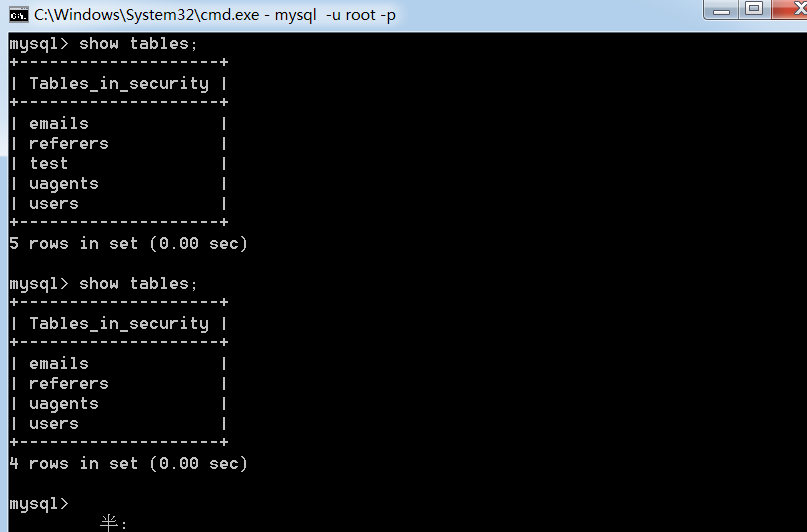 C:\Windows\System32\cmd.exe - mysql  -u root -p
mysql> show tables;
+--------------------+
| Tables_in_security |
+--------------------+
| emails             |
| referers           |
| test               |
| uagents            |
| users              |
+--------------------+
5 rows in set (0.00 sec)
mysql> show tables;
+--------------------+
| Tables_in_security |
+--------------------+
| emails             |
| referers           |
| uagents            |
| users              |
+--------------------+
4 rows in set (0.00 sec)
mysql>
半: